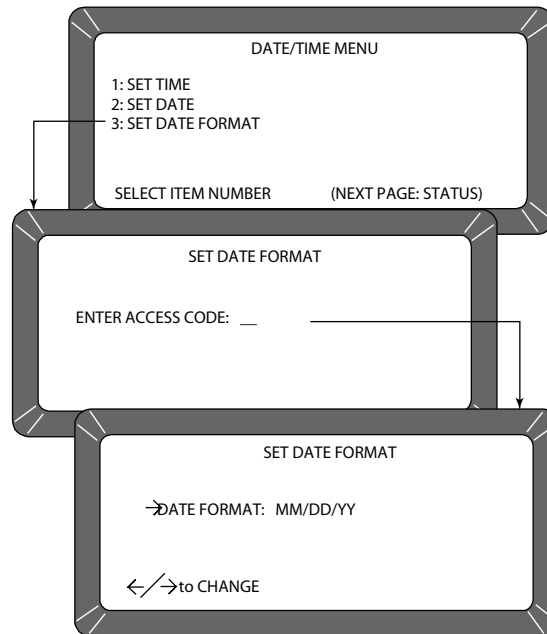 DATE/TIME MENU
1: SET TIME
2: SET DATE
3: SET DATE FORMAT
SELECT ITEM NUMBER (NEXT PAGE: STATUS)
SET DATE FORMAT
ENTER ACCESS CODE: __
SET DATE FORMAT
→DATE FORMAT: MM/DD/YY
←/→to CHANGE